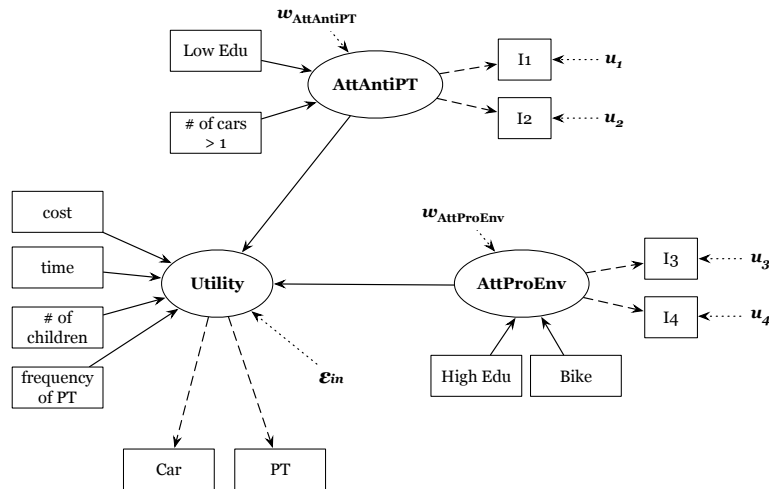 w_AttAntiPT
Low Edu
AttAntiPT
I1
u_1
# of cars
> 1
I2
u_2
cost
w_AttProEnv
time
Utility
AttProEnv
I3
u_3
# of
children
I4
u_4
frequency
of PT
ε_in
High Edu
Bike
Car
PT